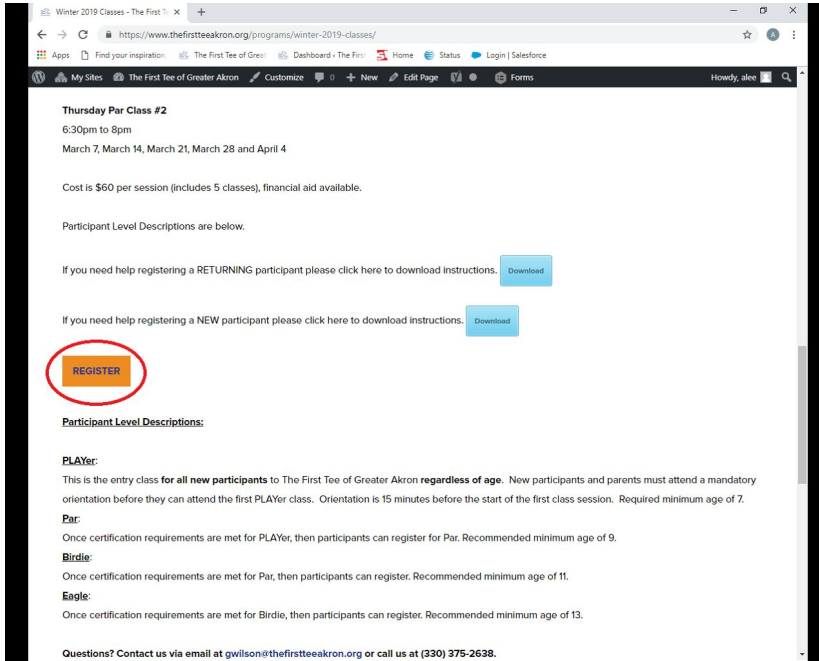 Winter 2019 Classes - The First T
https://www.thefirstteeakron.org/programs/winter-2019-classes/
A
Apps Find your inspiration The First Tee of Great Dashboard ‹ The Firs Home Status Login | Salesforce
My Sites The First Tee of Greater Akron Customize 0 New Edit Page Forms Howdy, alee
Thursday Par Class #2
6:30pm to 8pm
March 7, March 14, March 21, March 28 and April 4
Cost is $60 per session (includes 5 classes), financial aid available.
Participant Level Descriptions are below.
If you need help registering a RETURNING participant please click here to download instructions. Download
If you need help registering a NEW participant please click here to download instructions. Download
REGISTER
Participant Level Descriptions:
PLAYer:
This is the entry class for all new participants to The First Tee of Greater Akron regardless of age. New participants and parents must attend a mandatory
orientation before they can attend the first PLAYer class. Orientation is 15 minutes before the start of the first class session. Required minimum age of 7.
Par:
Once certification requirements are met for PLAYer, then participants can register for Par. Recommended minimum age of 9.
Birdie:
Once certification requirements are met for Par, then participants can register. Recommended minimum age of 11.
Eagle:
Once certification requirements are met for Birdie, then participants can register. Recommended minimum age of 13.
Questions? Contact us via email at gwilson@thefirstteeakron.org or call us at (330) 375-2638.